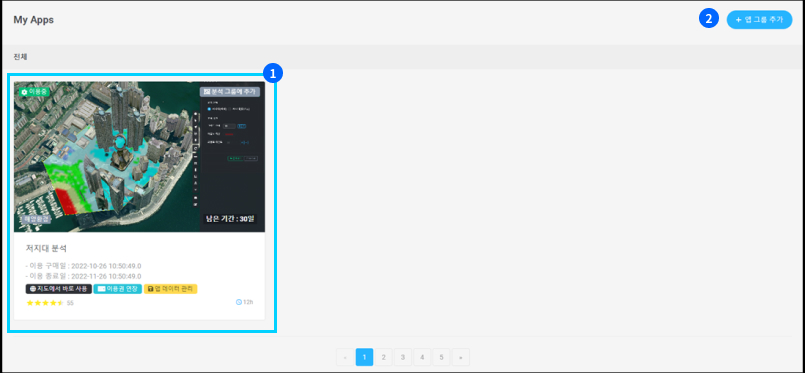 My Apps
2
+ 앱 그룹 추가
전체
1
이용중
분석 그룹에 추가
해양환경
남은 기간 : 30일
저지대 분석
- 이용 구매일 : 2022-10-26 10:50:49.0
- 이용 종료일 : 2022-11-26 10:50:49.0
지도에서 바로 사용
이용권 연장
앱 데이터 관리
55
12h
«
1
2
3
4
5
»